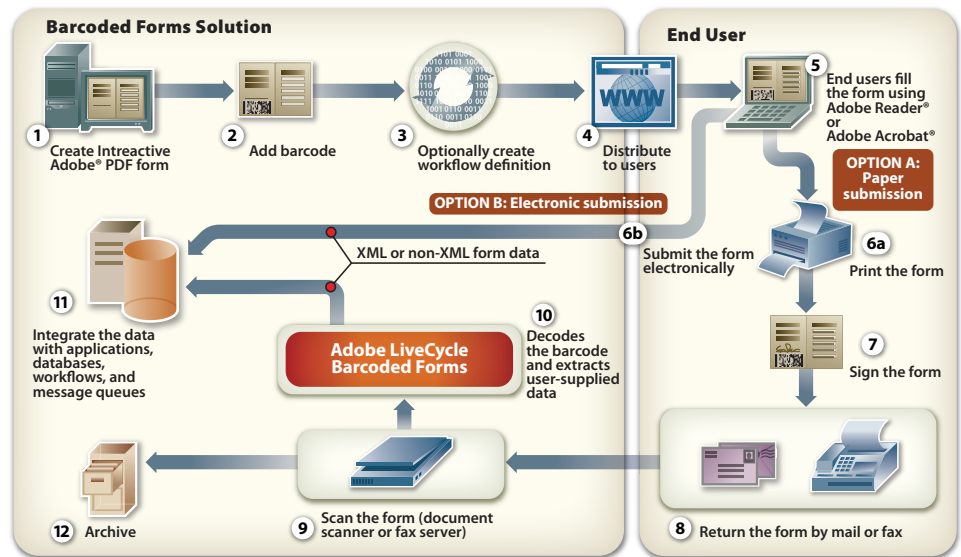 Barcoded Forms Solution
End User
1
Create Intreactive
Adobe® PDF form
2
Add barcode
3
Optionally create
workflow definition
WWW
4
Distribute
to users
5
End users fill
the form using
Adobe Reader®
or
Adobe Acrobat®
OPTION A:
Paper
submission
OPTION B: Electronic submission
6b
Submit the form
electronically
6a
Print the form
XML or non-XML form data
7
Sign the form
8
Return the form by mail or fax
9
Scan the form (document
scanner or fax server)
Adobe LiveCycle
Barcoded Forms
10
Decodes
the barcode
and extracts
user-supplied
data
11
Integrate the data
with applications,
databases,
workflows, and
message queues
12
Archive